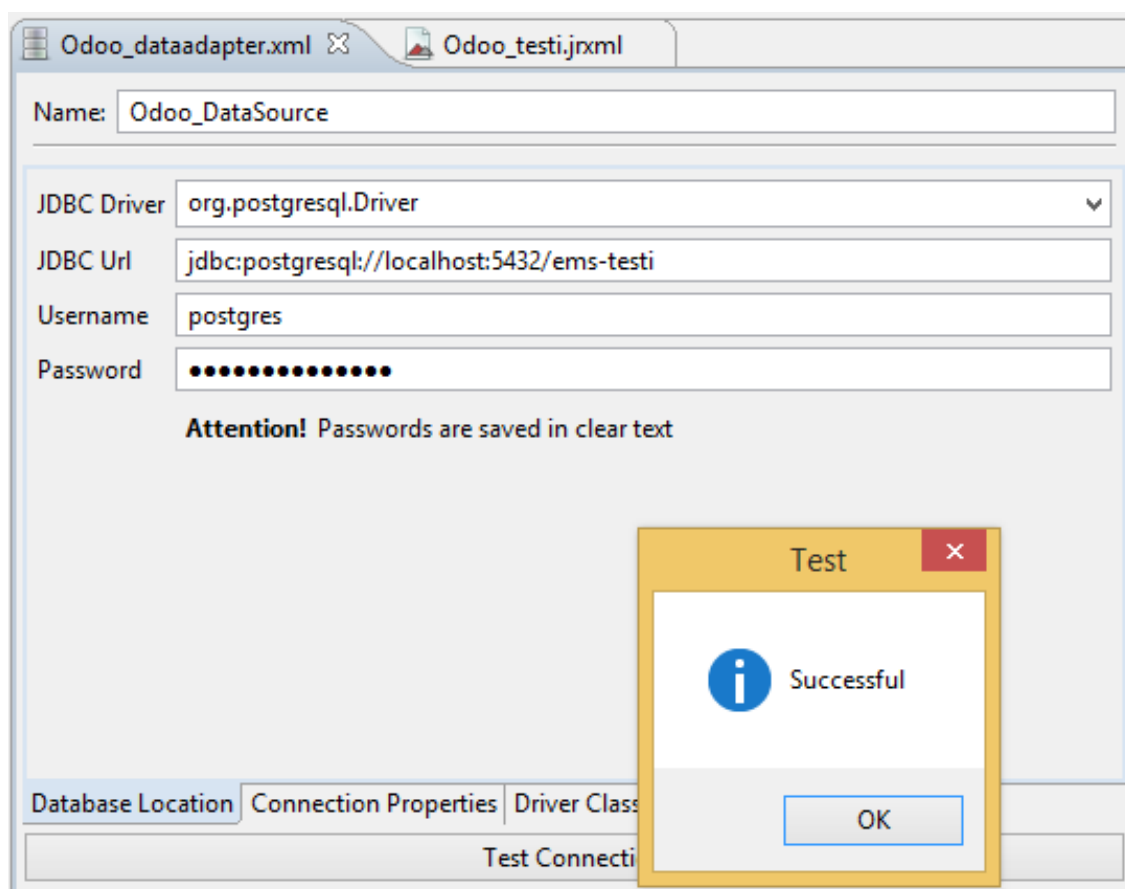 Odoo_dataadapter.xml Odoo_testi.jrxml
Name: Odoo_DataSource
JDBC Driver org.postgresql.Driver
JDBC Url jdbc:postgresql://localhost:5432/ems-testi
Username postgres
Password ●●●●●●●●●●●●●●
Attention! Passwords are saved in clear text
Test
Successful
OK
Database Location Connection Properties Driver Class
Test Connecti